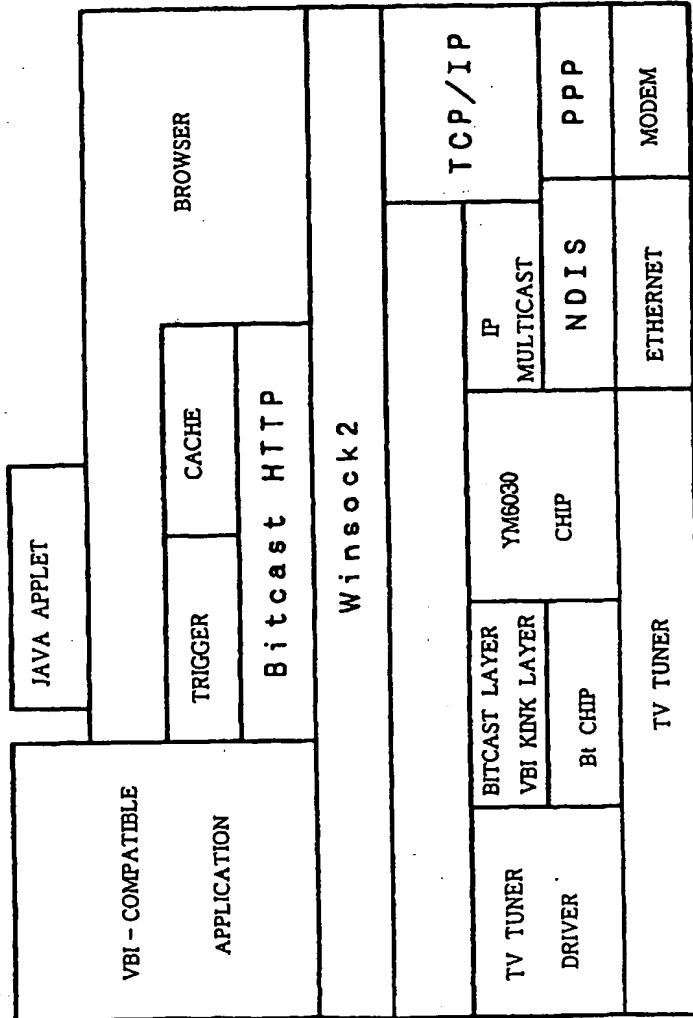 JAVA APPLET
VBI - COMPATIBLE
APPLICATION
BROWSER
TRIGGER
CACHE
Bitcast HTTP
Winsock2
TCP/IP
TV TUNER
DRIVER
BITCAST LAYER
VBI KINK LAYER
Bt CHIP
YM6030
CHIP
IP
MULTICAST
NDIS
PPP
TV TUNER
ETHERNET
MODEM